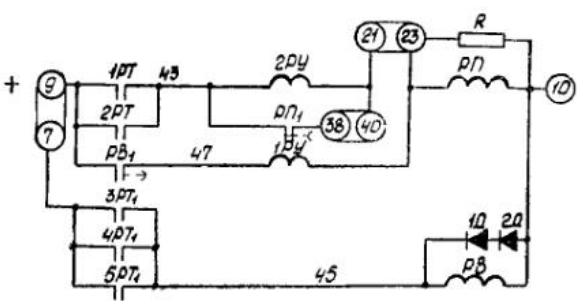 21 23 R
+ 9 1РТ 43 2РУ РП 10
2РТ РП₁ 38 40
7 РВ₁ 47 1РУ
3РТ₁ 1Д 2Д
4РТ₁ РВ
5РТ₁ 45